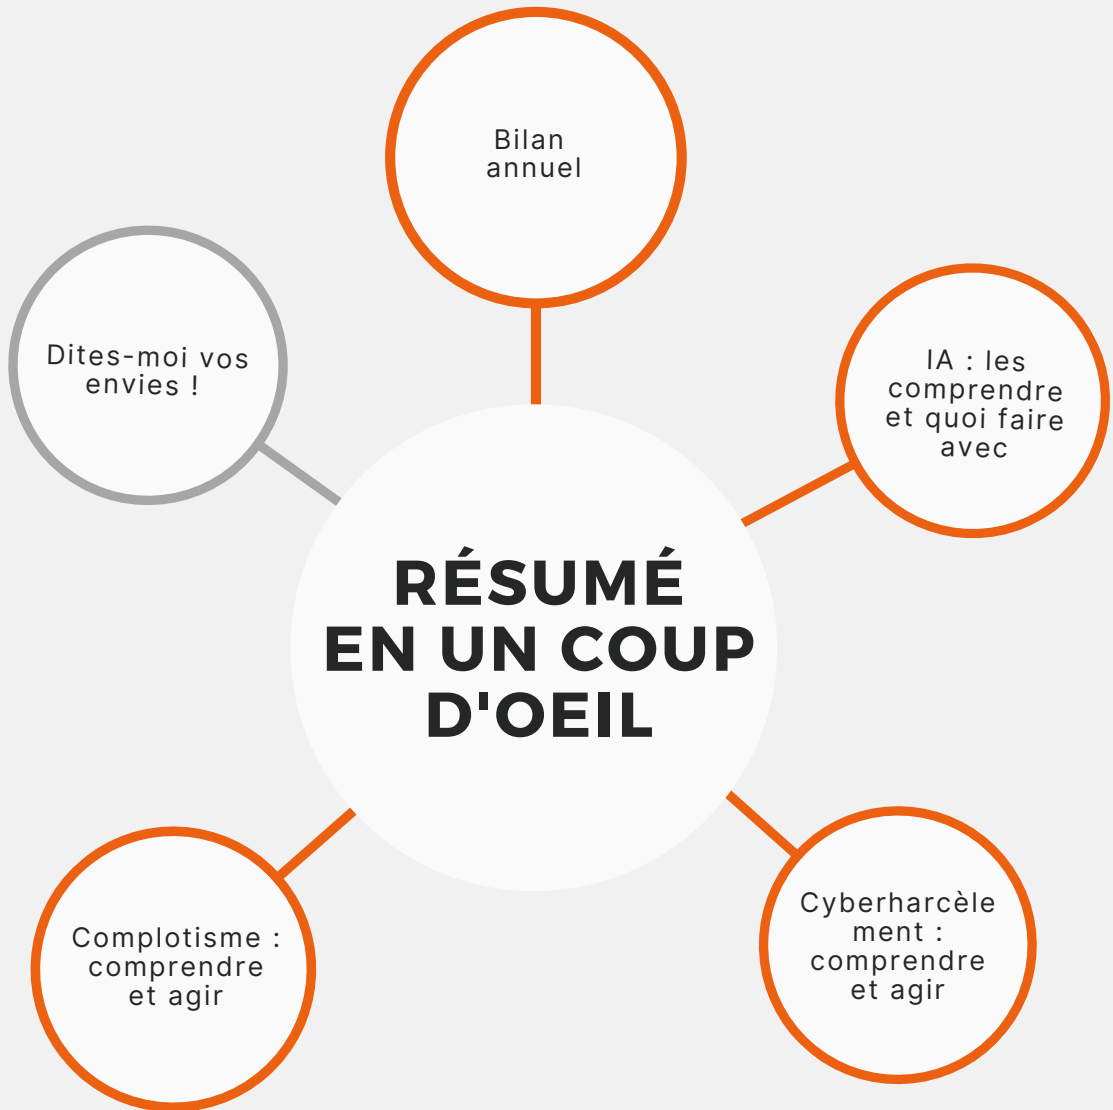 Bilan
annuel
Dites-moi vos
envies !
IA : les
comprendre
et quoi faire
avec
RÉSUMÉ
EN UN COUP
D'OEIL
Complotisme :
comprendre
et agir
Cyberharcèle
ment :
comprendre
et agir